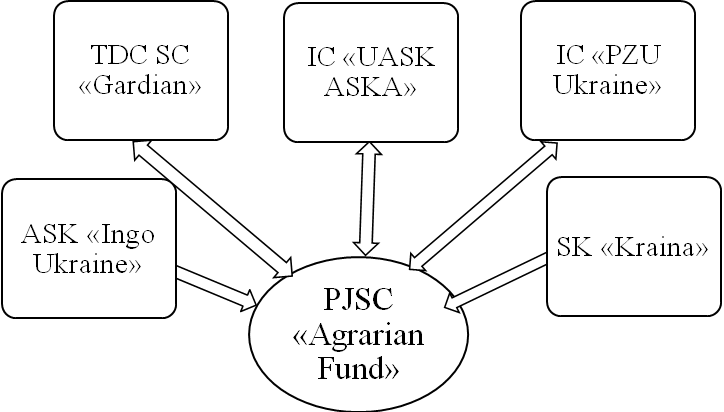 TDC SC
«Gardian»
IC «UASK
ASKA»
IC «PZU
Ukraine»
ASK «Ingo
Ukraine»
SK «Kraina»
PJSC
«Agrarian
Fund»